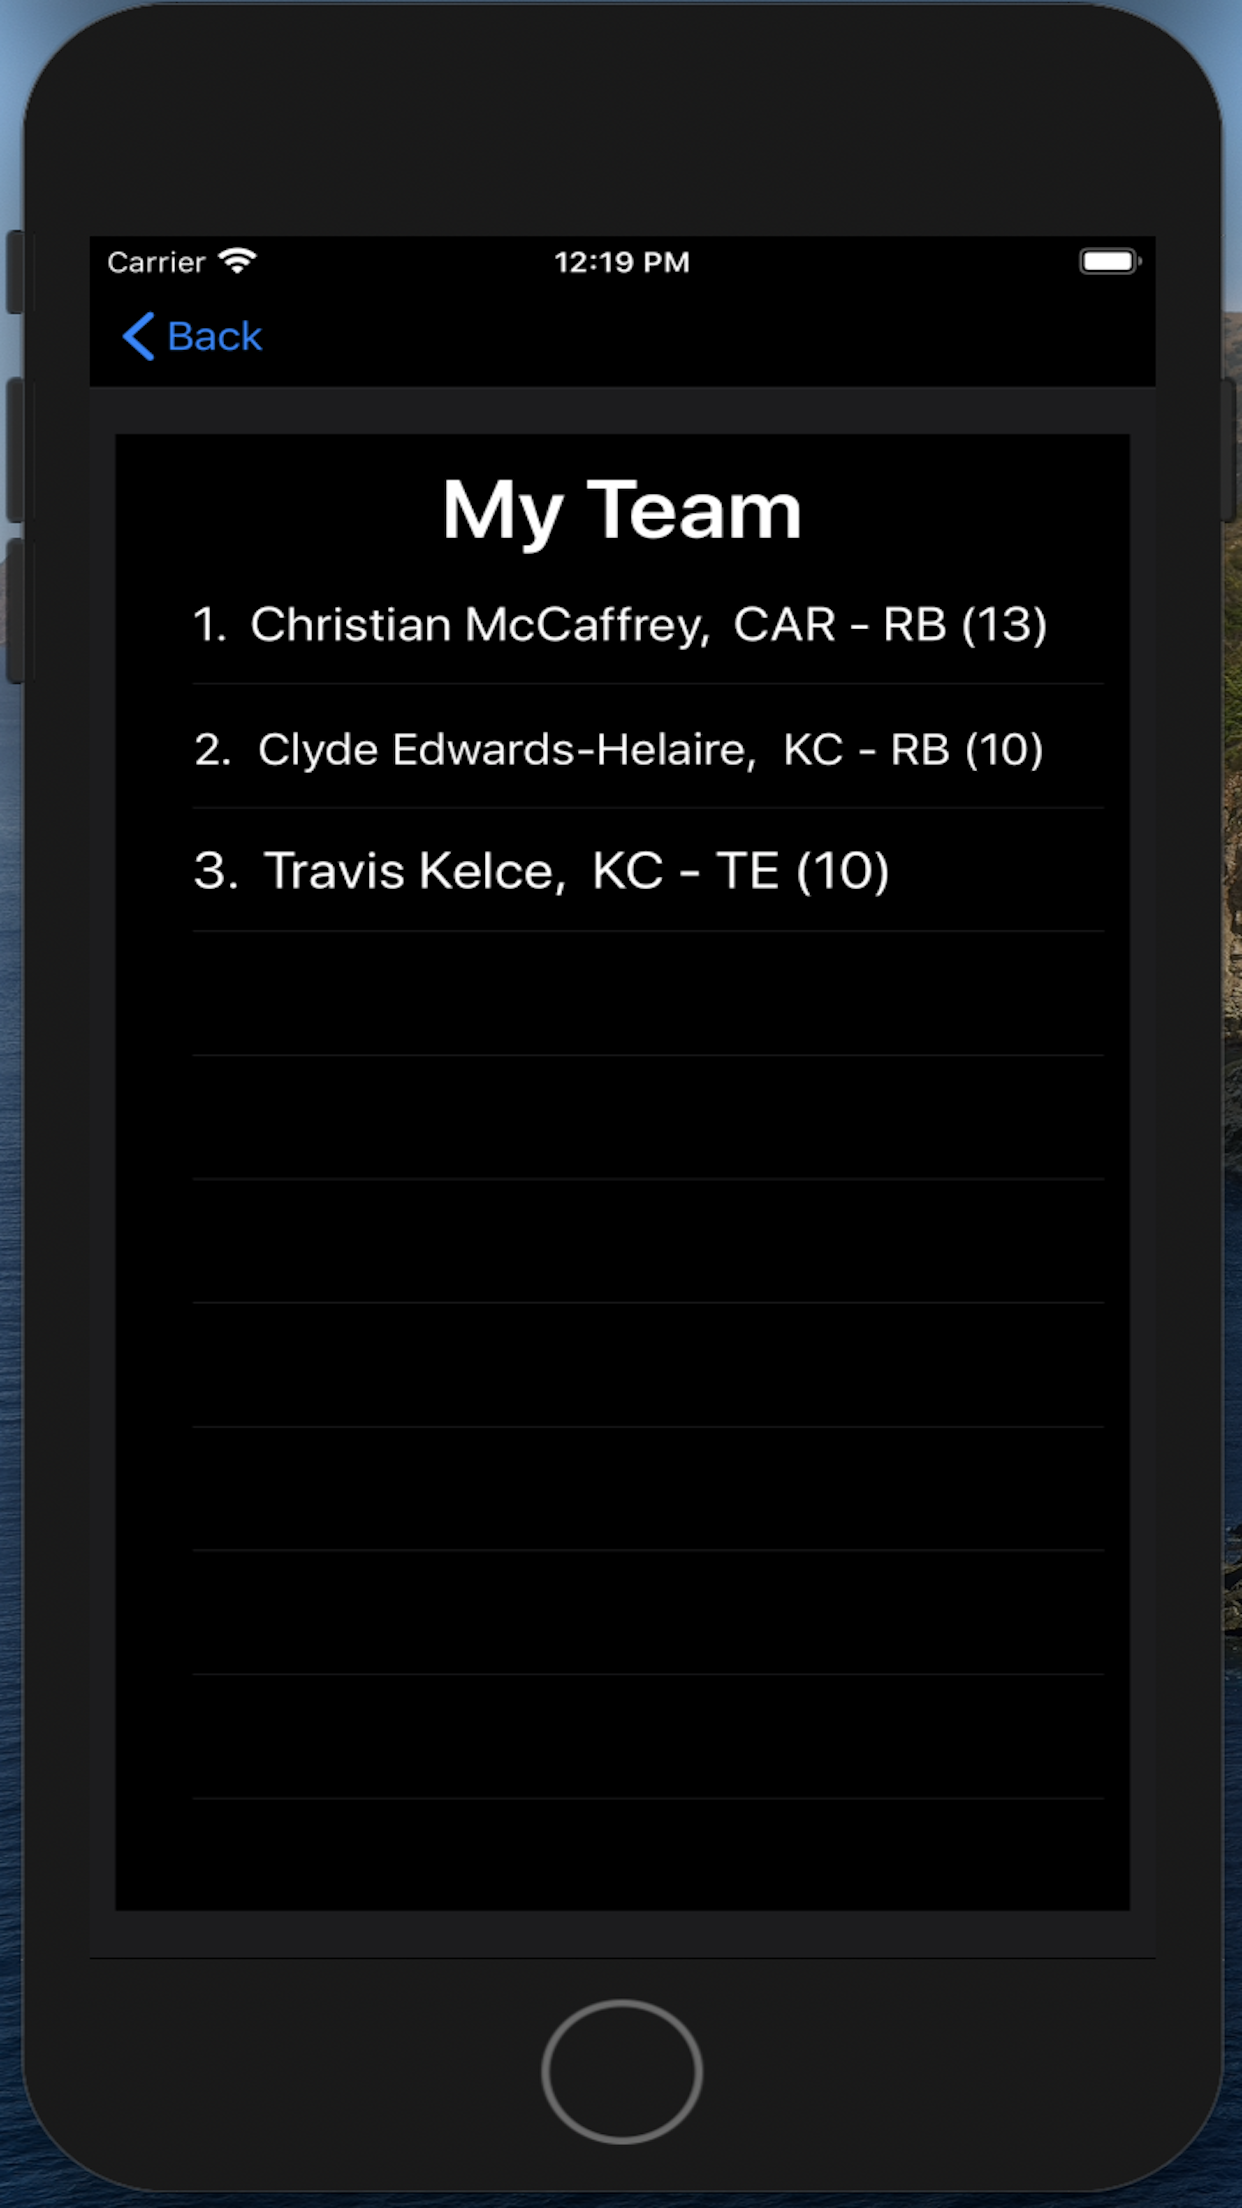 Carrier 12:19 PM
Back
My Team
1. Christian McCaffrey, CAR - RB (13)
2. Clyde Edwards-Helaire, KC - RB (10)
3. Travis Kelce, KC - TE (10)